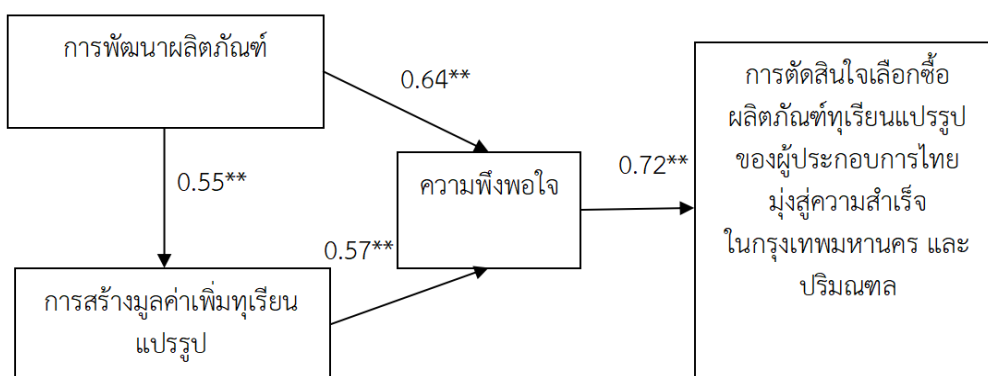 การพัฒนาผลิตภัณฑ์
0.64**
0.55**
ความพึงพอใจ
0.57**
การสร้างมูลค่าเพิ่มทุเรียน
แปรรูป
0.72**
การตัดสินใจเลือกซื้อ
ผลิตภัณฑ์ทุเรียนแปรรูป
ของผู้ประกอบการไทย
มุ่งสู่ความสำเร็จ
ในกรุงเทพมหานคร และ
ปริมณฑล